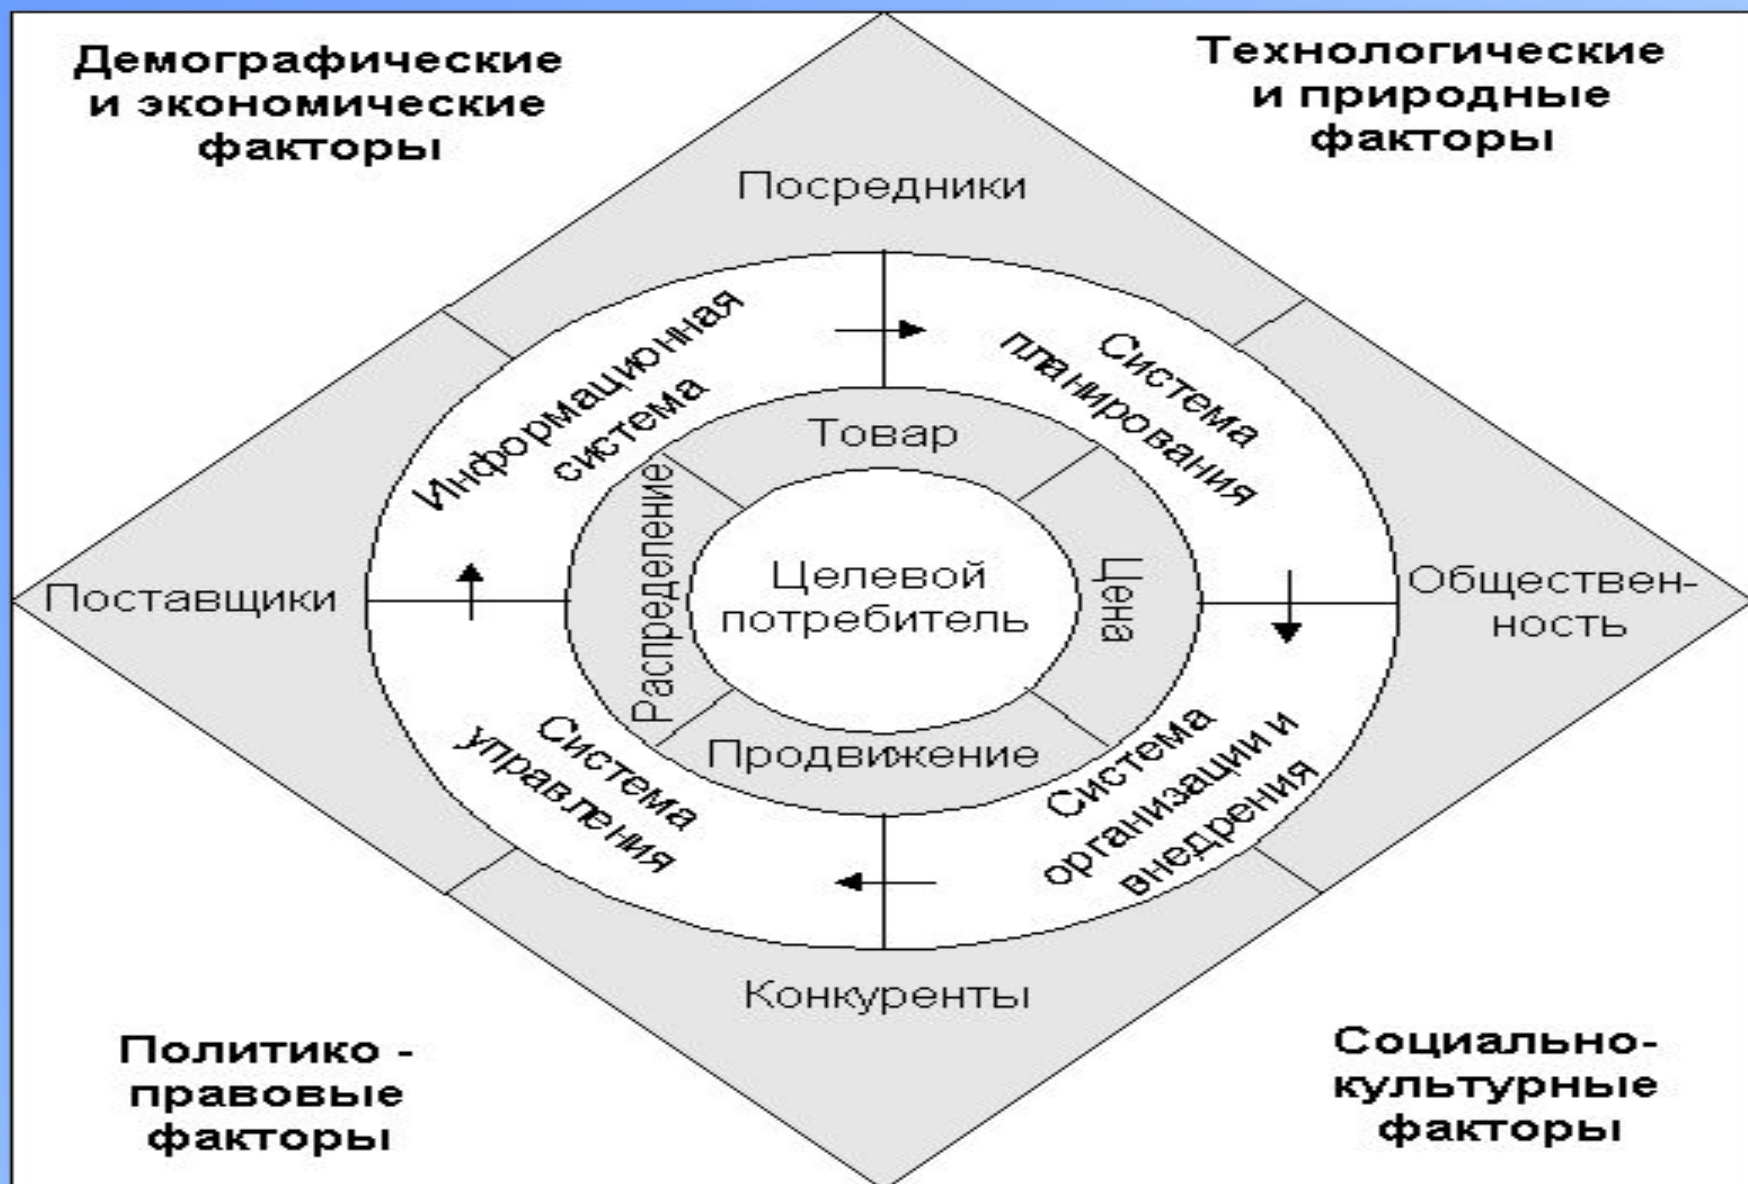 Демографические
и экономические
факторы
Технологические
и природные
факторы
Посредники
Информационная
система
Система
планирования
Товар
Распределение
Целевой
потребитель
Цена
Поставщики
Обществен-
ность
Продвижение
Система
управления
Система
организации и
внедрения
Конкуренты
Политико -
правовые
факторы
Социально-
культурные
факторы